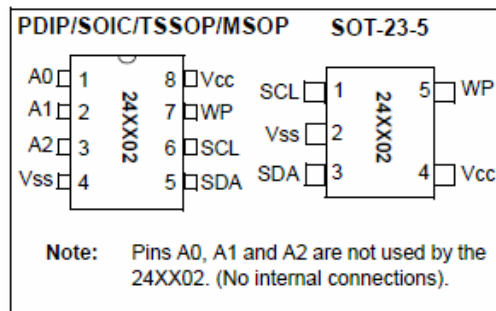 PDIP/SOIC/TSSOP/MSOP SOT-23-5
A0 1 8 Vcc
A1 2 7 WP
A2 3 6 SCL
Vss 4 5 SDA
24XX02
SCL 1 5 WP
Vss 2
SDA 3 4 Vcc
24XX02
Note: Pins A0, A1 and A2 are not used by the
24XX02. (No internal connections).